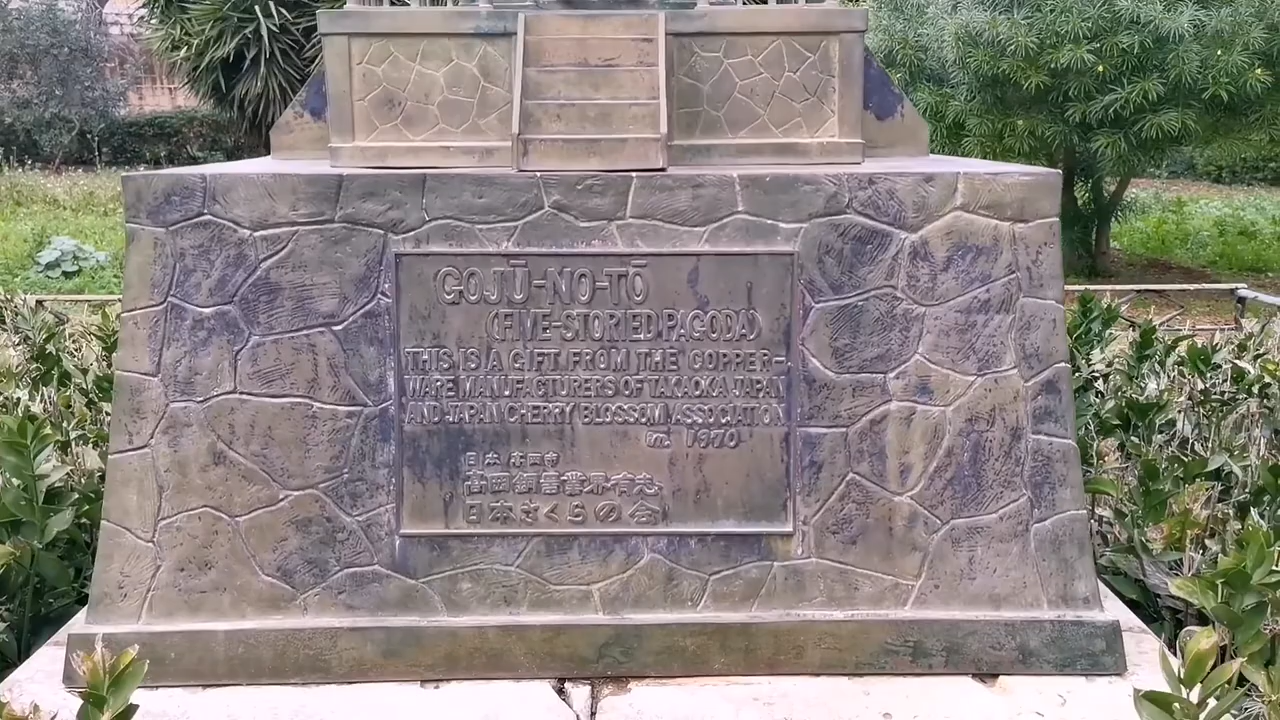 GOJŪ-NO-TŌ
(FIVE-STORIED PAGODA)
THIS IS A GIFT FROM THE COPPER-
WARE MANUFACTURERS OF TAKAOKA JAPAN
AND JAPAN CHERRY BLOSSOM ASSOCIATION
in 1970
日本 高岡市
高岡銅器業界有志
日本さくらの会